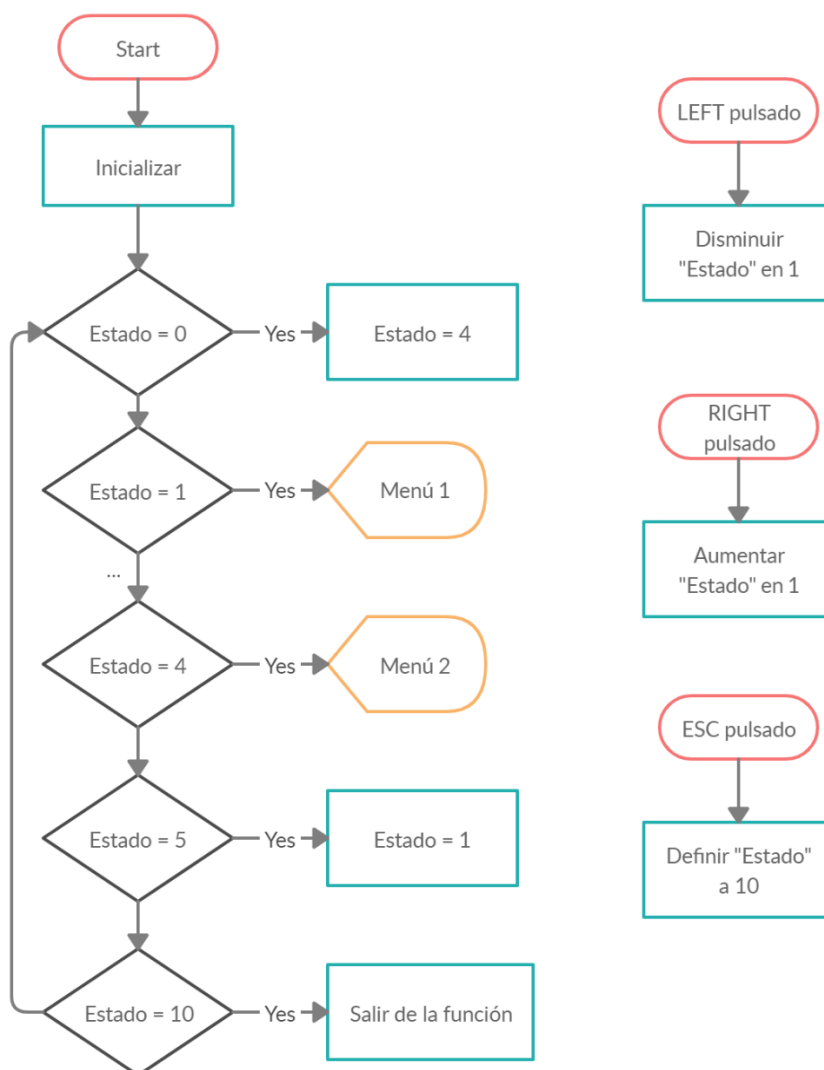 Start
Inicializar
Estado = 0
Yes
Estado = 4
Estado = 1
Yes
Menú 1
...
Estado = 4
Yes
Menú 2
Estado = 5
Yes
Estado = 1
Estado = 10
Yes
Salir de la función
LEFT pulsado
Disminuir
"Estado" en 1
RIGHT
pulsado
Aumentar
"Estado" en 1
ESC pulsado
Definir "Estado"
a 10